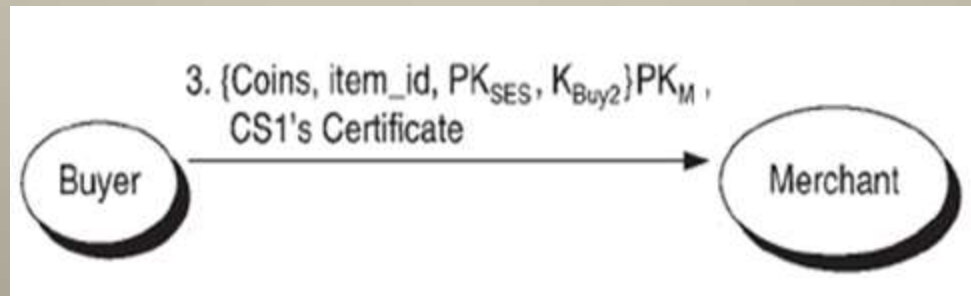 3. {Coins, item_id, PK_SES, K_Buy2}PK_M,
CS1's Certificate
Buyer
Merchant